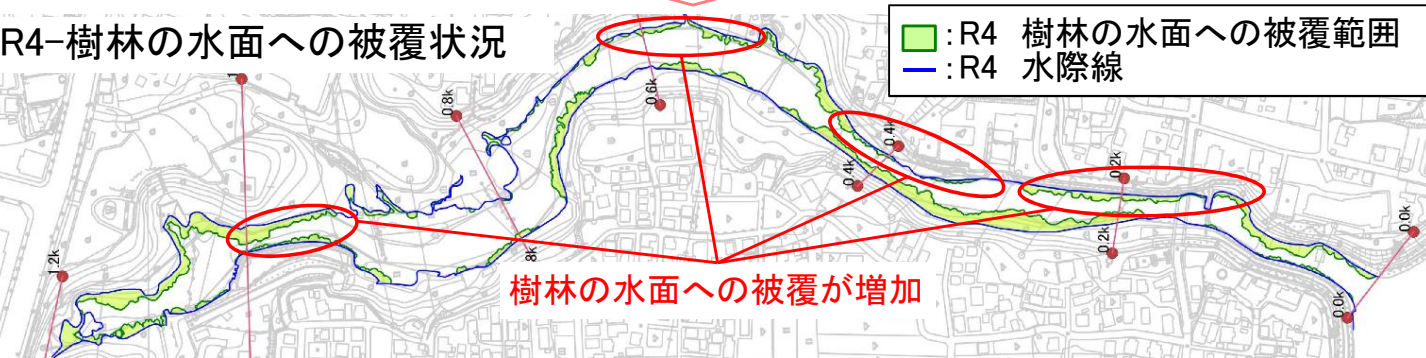 R4-樹林の水面への被覆状況
:R4 樹林の水面への被覆範囲
:R4 水際線
0.8k
0.6k
0.4k
0.4k
0.2k
0.2k
0.0k
0.0k
1.2k
8k
樹林の水面への被覆が増加